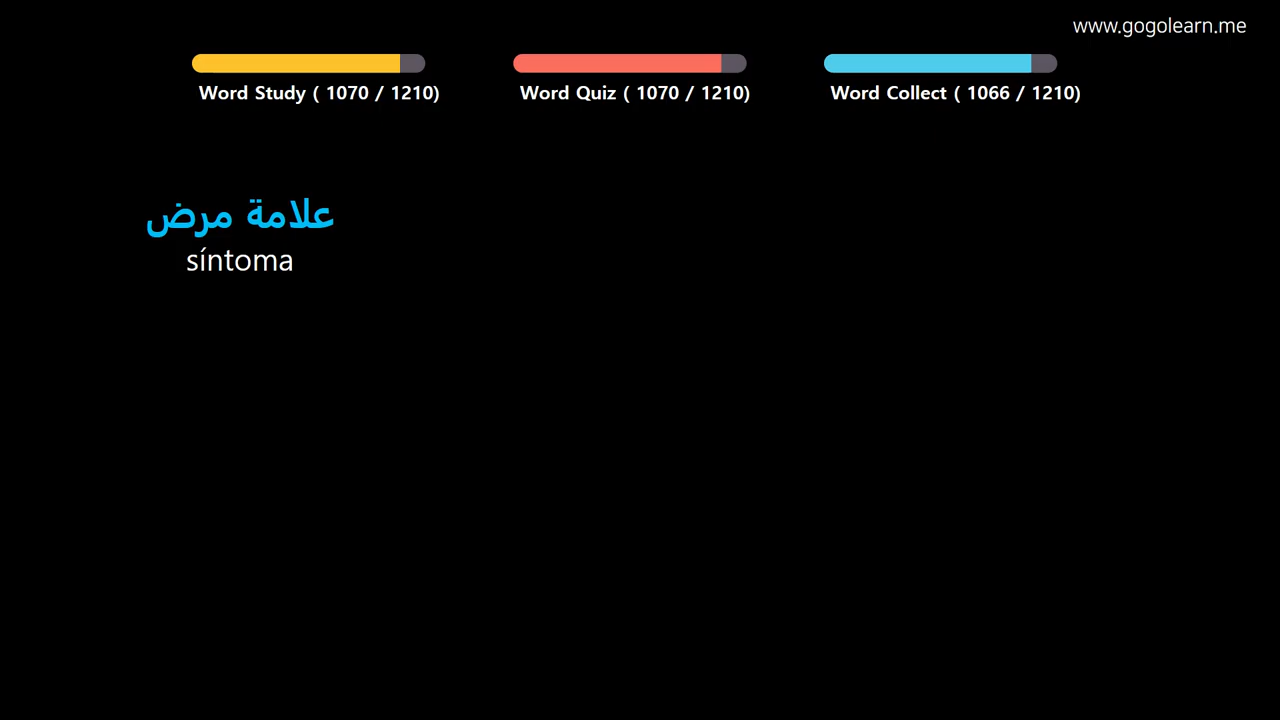 www.gogolearn.me
Word Study ( 1070 / 1210)
Word Quiz ( 1070 / 1210)
Word Collect ( 1066 / 1210)
علامة مرض
síntoma